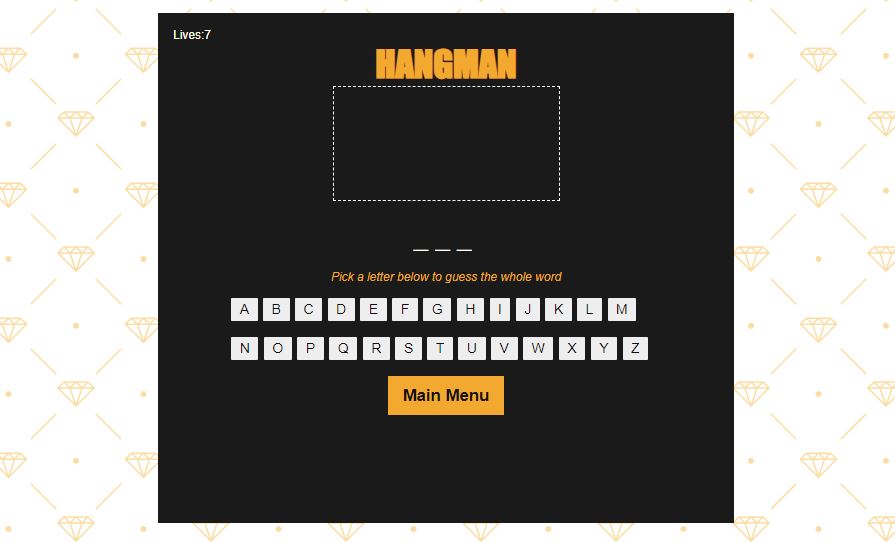 Lives:7
HANGMAN
_ _ _
Pick a letter below to guess the whole word
A B C D E F G H I J K L M
N O P Q R S T U V W X Y Z
Main Menu